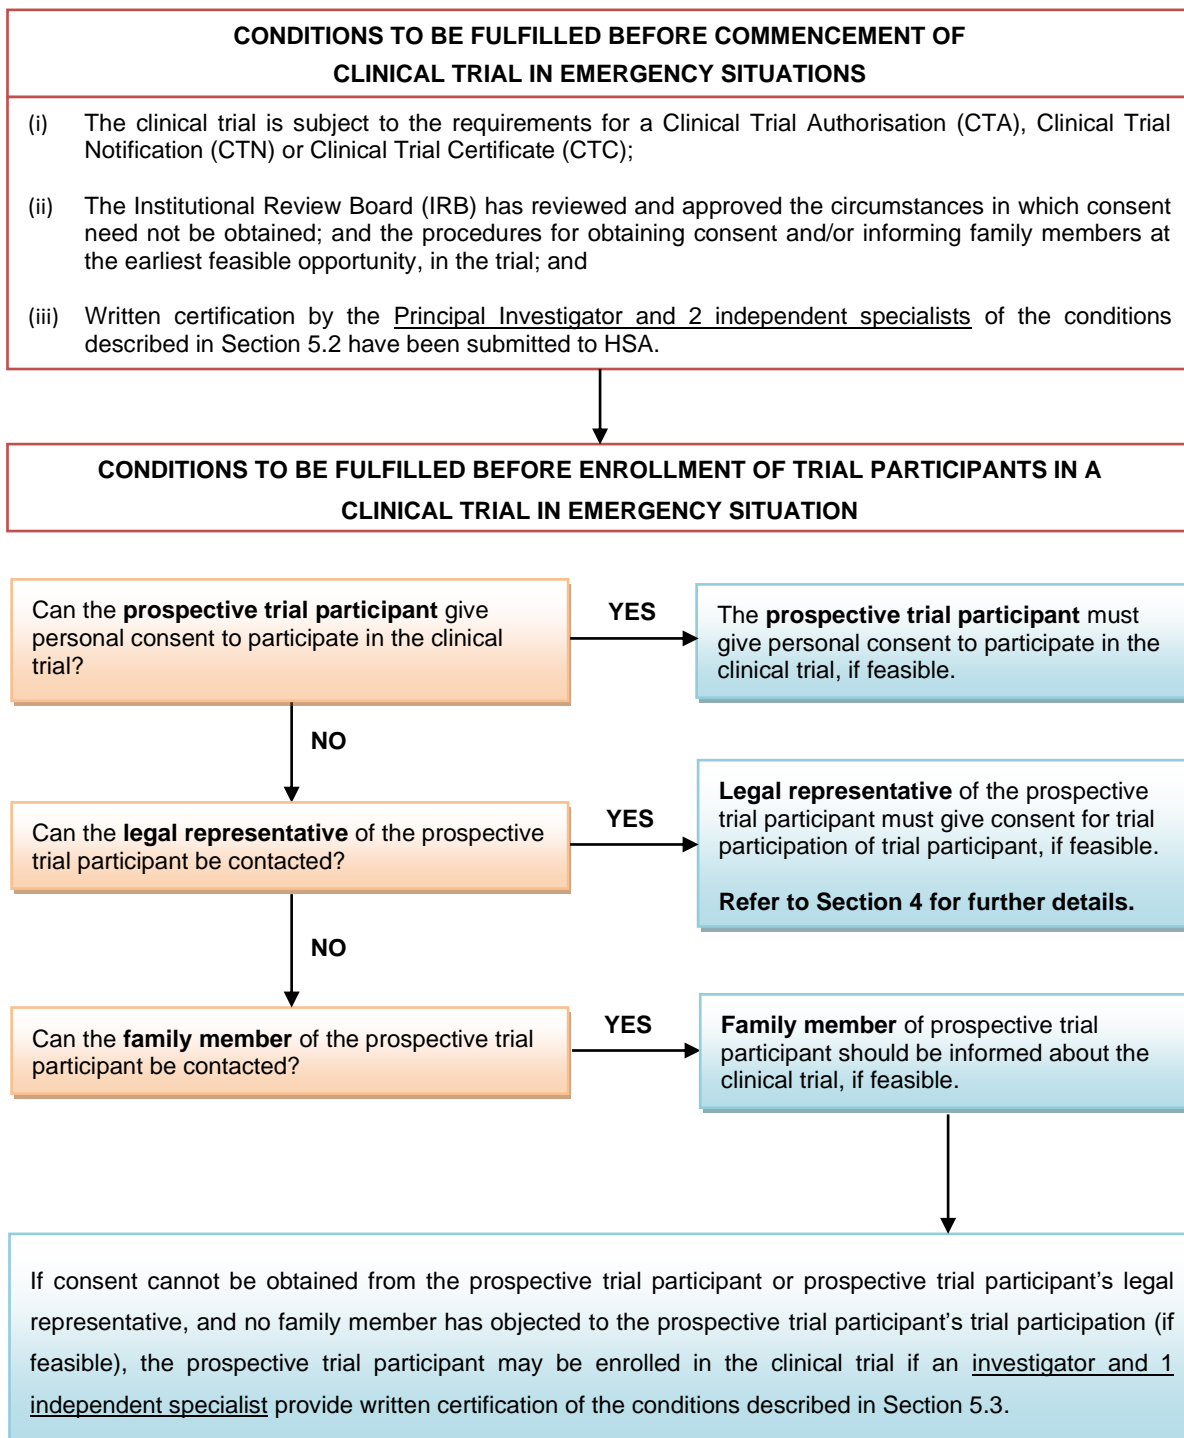 CONDITIONS TO BE FULFILLED BEFORE COMMENCEMENT OF
CLINICAL TRIAL IN EMERGENCY SITUATIONS
(i) The clinical trial is subject to the requirements for a Clinical Trial Authorisation (CTA), Clinical Trial
Notification (CTN) or Clinical Trial Certificate (CTC);
(ii) The Institutional Review Board (IRB) has reviewed and approved the circumstances in which consent
need not be obtained; and the procedures for obtaining consent and/or informing family members at
the earliest feasible opportunity, in the trial; and
(iii) Written certification by the Principal Investigator and 2 independent specialists of the conditions
described in Section 5.2 have been submitted to HSA.
CONDITIONS TO BE FULFILLED BEFORE ENROLLMENT OF TRIAL PARTICIPANTS IN A
CLINICAL TRIAL IN EMERGENCY SITUATION
Can the prospective trial participant give
personal consent to participate in the clinical
trial?
YES
The prospective trial participant must
give personal consent to participate in the
clinical trial, if feasible.
NO
Can the legal representative of the prospective
trial participant be contacted?
YES
Legal representative of the prospective
trial participant must give consent for trial
participation of trial participant, if feasible.
Refer to Section 4 for further details.
NO
Can the family member of the prospective trial
participant be contacted?
YES
Family member of prospective trial
participant should be informed about the
clinical trial, if feasible.
If consent cannot be obtained from the prospective trial participant or prospective trial participant's legal
representative, and no family member has objected to the prospective trial participant's trial participation (if
feasible), the prospective trial participant may be enrolled in the clinical trial if an investigator and 1
independent specialist provide written certification of the conditions described in Section 5.3.